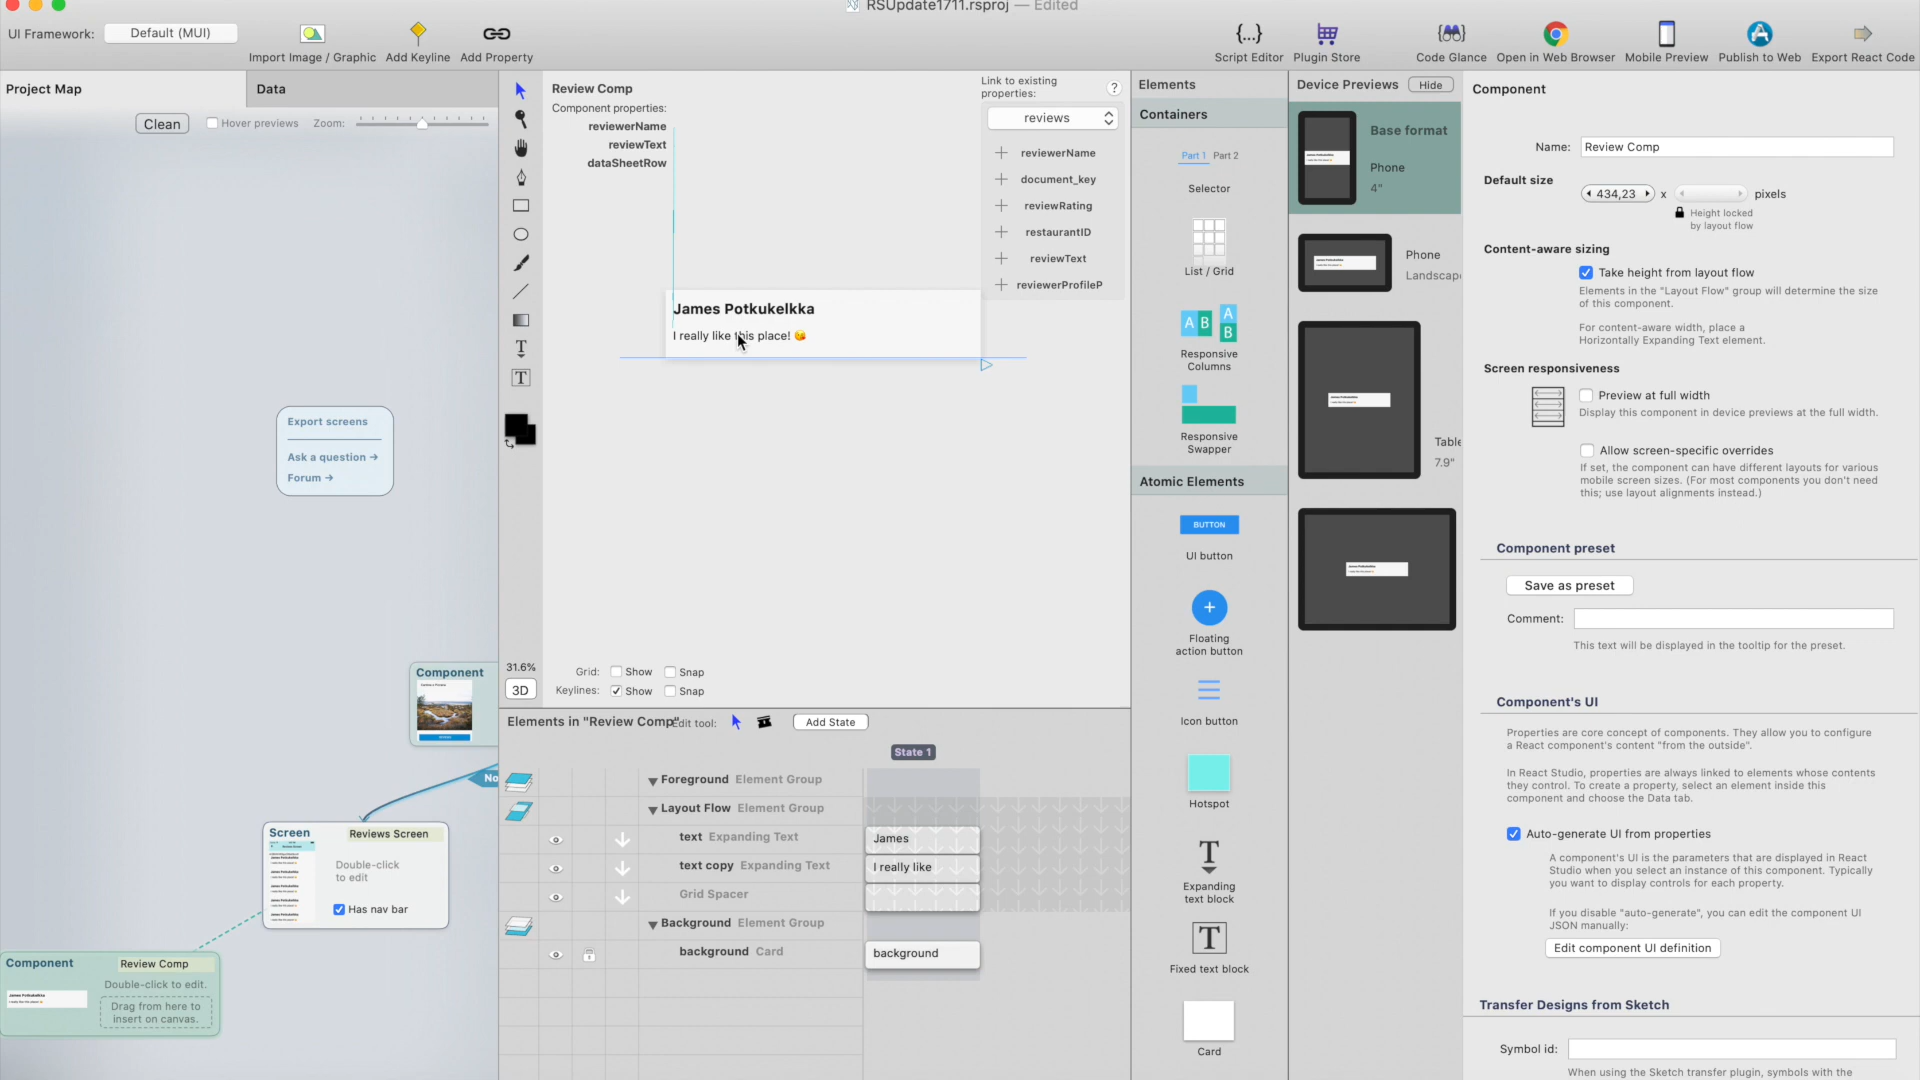 RSUpdate1711.rsproj — Edited
UI Framework:
Default (MUI)
Import Image / Graphic
Add Keyline
Add Property
Script Editor
Plugin Store
Code Glance
Open in Web Browser
Mobile Preview
Publish to Web
Export React Code
Project Map
Data
Clean
Hover previews
Zoom:
Export screens
Ask a question →
Forum →
Component
No
Screen
Reviews Screen
Double-click
to edit
Has nav bar
Component
Review Comp
Double-click to edit.
Drag from here to
insert on canvas.
Review Comp
Component properties:
reviewerName
reviewText
dataSheetRow
Link to existing
properties:
?
reviews
reviewerName
document_key
reviewRating
restaurantID
reviewText
reviewerProfileP
James Potkukelkka
I really like this place! 😘
31.6%
3D
Grid:
Show
Snap
Keylines:
Show
Snap
Elements in "Review Comp"
Edit tool:
Add State
State 1
Foreground Element Group
Layout Flow Element Group
text Expanding Text
James
text copy Expanding Text
I really like
Grid Spacer
Background Element Group
background Card
background
Elements
Containers
Part 1 Part 2
Selector
List / Grid
A B A
B
Responsive
Columns
Responsive
Swapper
Atomic Elements
BUTTON
UI button
Floating
action button
Icon button
Hotspot
T
Expanding
text block
T
Fixed text block
Card
Device Previews
Hide
Base format
Phone
4"
Phone
Landscap
Table
7.9"
Component
Name:
Review Comp
Default size
434,23
x
pixels
Height locked
by layout flow
Content-aware sizing
Take height from layout flow
Elements in the "Layout Flow" group will determine the size
of this component.
For content-aware width, place a
Horizontally Expanding Text element.
Screen responsiveness
Preview at full width
Display this component in device previews at the full width.
Allow screen-specific overrides
If set, the component can have different layouts for various
mobile screen sizes. (For most components you don't need
this; use layout alignments instead.)
Component preset
Save as preset
Comment:
This text will be displayed in the tooltip for the preset.
Component's UI
Properties are core concept of components. They allow you to configure
a React component's content "from the outside".
In React Studio, properties are always linked to elements whose contents
they control. To create a property, select an element inside this
component and choose the Data tab.
Auto-generate UI from properties
A component's UI is the parameters that are displayed in React
Studio when you select an instance of this component. Typically
you want to display controls for each property.
If you disable "auto-generate", you can edit the component UI
JSON manually:
Edit component UI definition
Transfer Designs from Sketch
Symbol id:
When using the Sketch transfer plugin, symbols with the